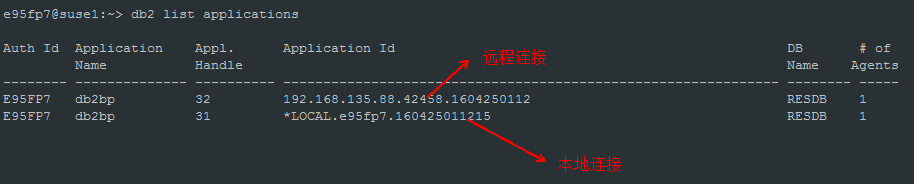 e95fp7@suse1:~> db2 list applications
Auth Id Application Appl. Application Id DB # of
Name Handle Name Agents
-------- -------------- ---------- -------------------------------------------------------------- -------- -----
E95FP7 db2bp 32 192.168.135.88.42458.1604250112 RESDB 1
E95FP7 db2bp 31 *LOCAL.e95fp7.160425011215 RESDB 1
远程连接
本地连接